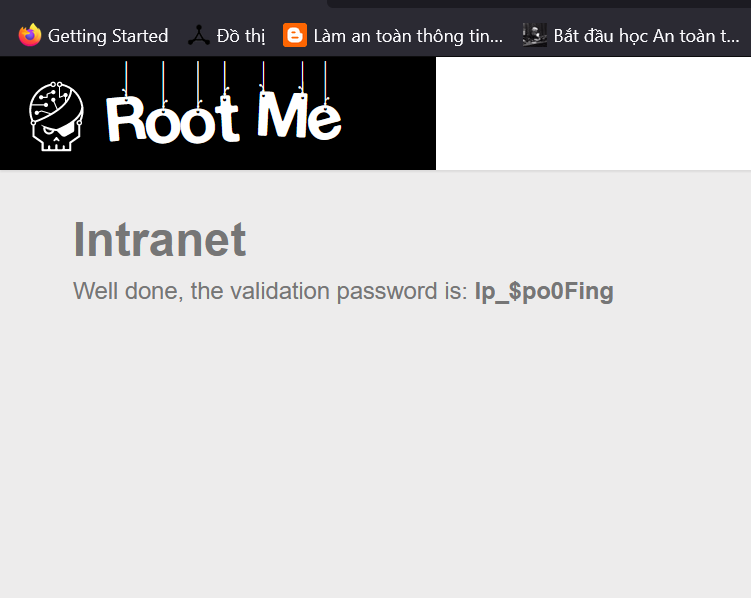 Getting Started Đồ thị Làm an toàn thông tin... Bắt đầu học An toàn t...
Root Me
Intranet
Well done, the validation password is: Ip_$po0Fing